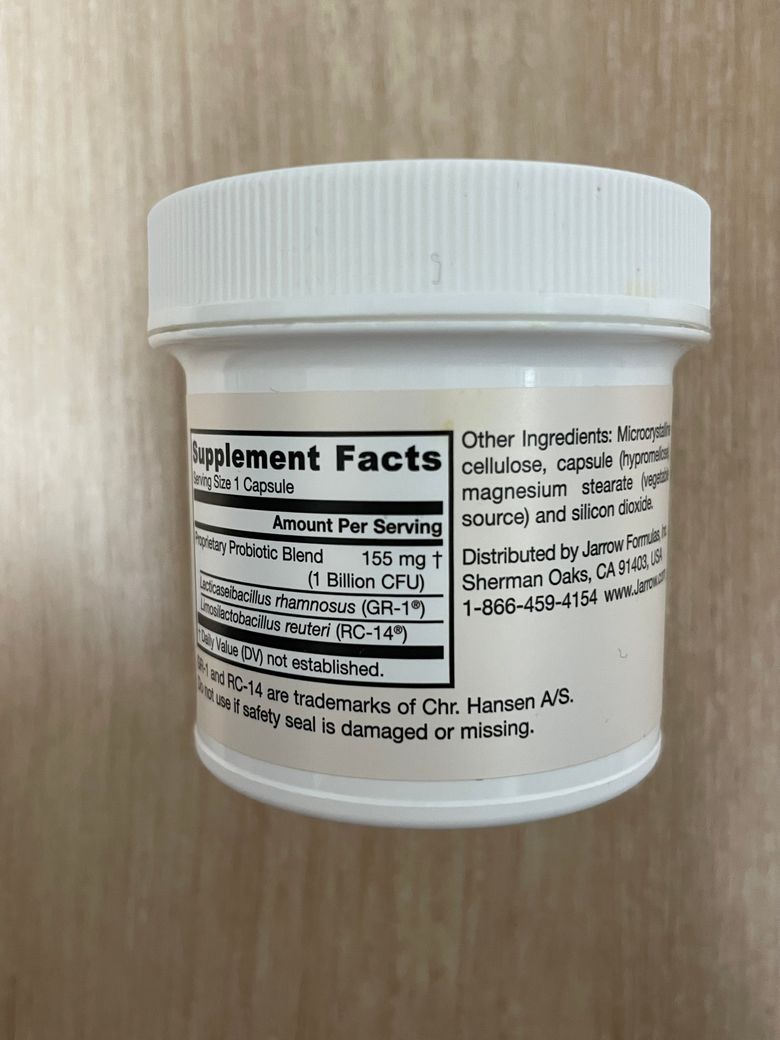 Supplement Facts
Serving Size 1 Capsule
Amount Per Serving
Proprietary Probiotic Blend 155 mg †
(1 Billion CFU)
Lacticaseibacillus rhamnosus (GR-1®)
Limosilactobacillus reuteri (RC-14®)
† Daily Value (DV) not established.
GR-1 and RC-14 are trademarks of Chr. Hansen A/S.
Do not use if safety seal is damaged or missing.
Other Ingredients: Microcrystalline
cellulose, capsule (hypromellose),
magnesium stearate (vegetable
source) and silicon dioxide.
Distributed by Jarrow Formulas, Inc.
Sherman Oaks, CA 91403, USA
1-866-459-4154 www.Jarrow.com